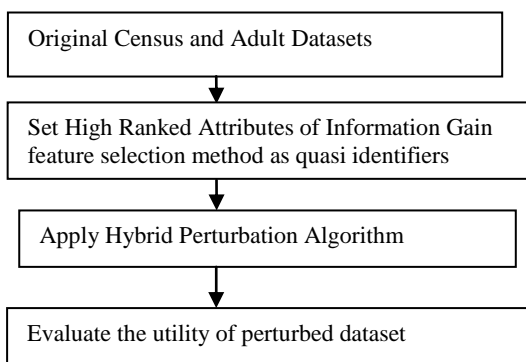 Original Census and Adult Datasets
Set High Ranked Attributes of Information Gain
feature selection method as quasi identifiers
Apply Hybrid Perturbation Algorithm
Evaluate the utility of perturbed dataset